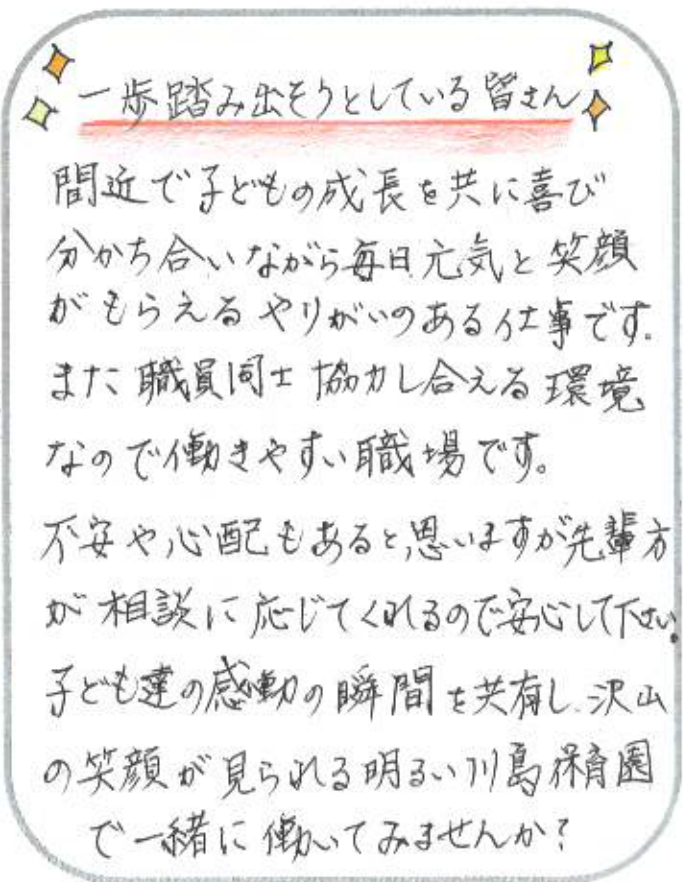 一歩踏み出そうとしている皆さん
間近で子どもの成長を共に喜び
分かち合いながら毎日元気と笑顔
がもらえるやりがいのある仕事です。
また職員同士協力し合える環境
なので働きやすい職場です。
不安や心配もあると思いますが先輩方
が相談に応じてくれるので安心して下さい。
子ども達の感動の瞬間を共有し、沢山
の笑顔が見られる明るい川島保育園
で一緒に働いてみませんか?